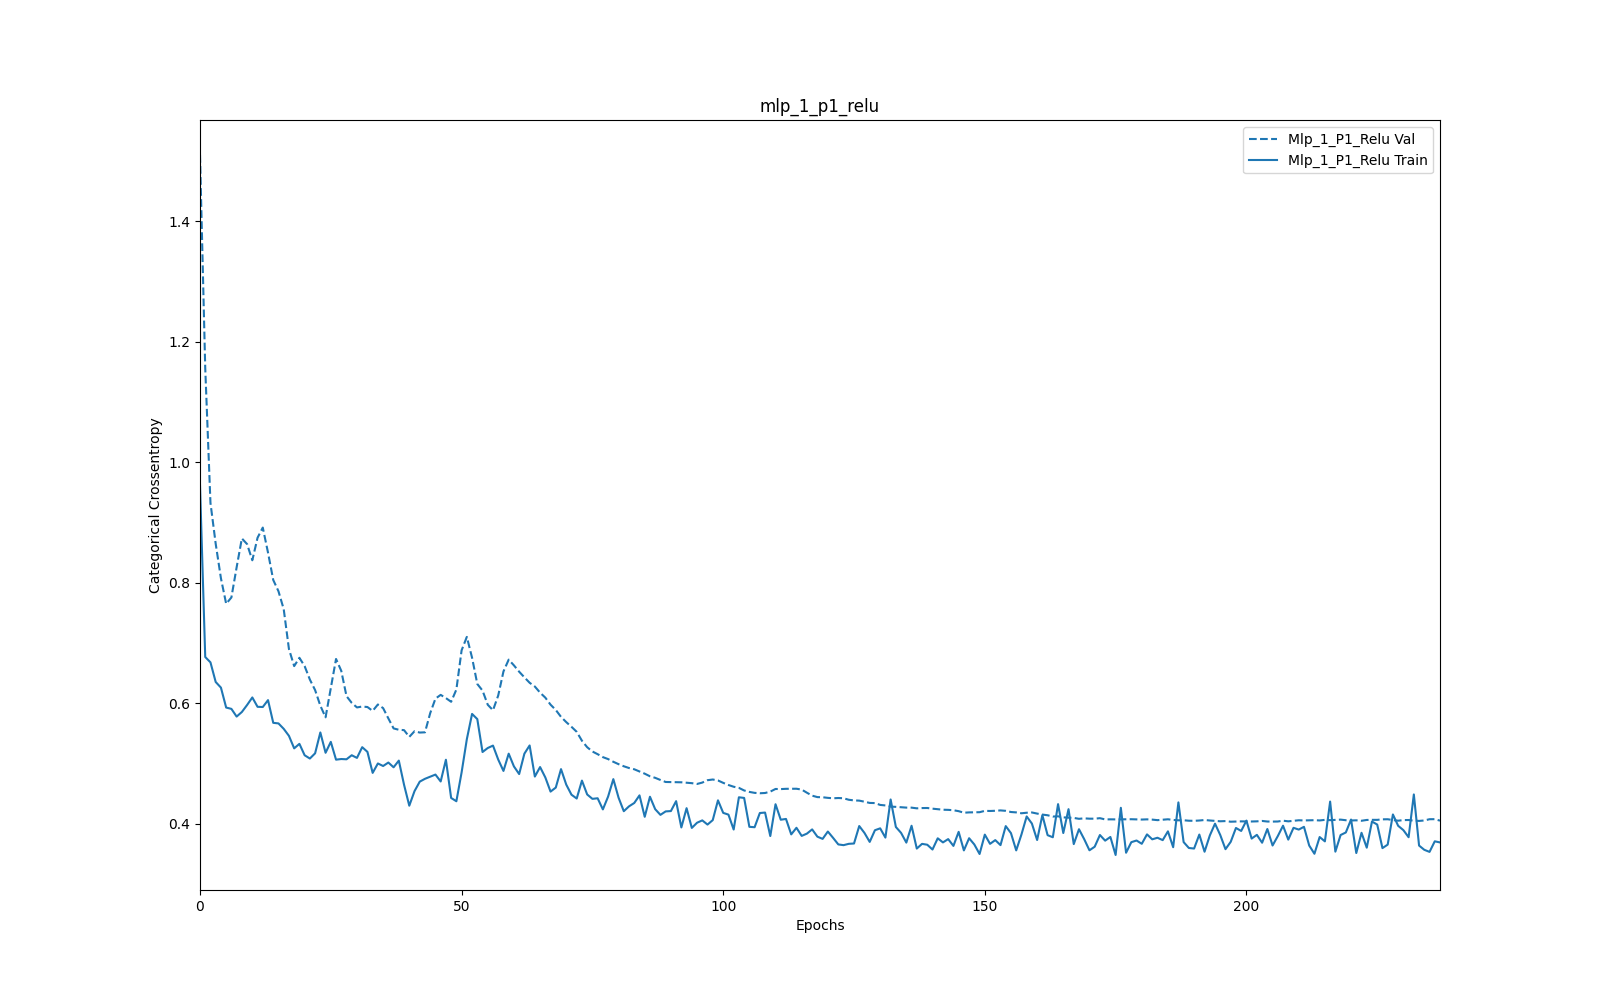 mlp_1_p1_relu
Mlp_1_P1_Relu Val
Mlp_1_P1_Relu Train
Categorical Crossentropy
1.4
1.2
1.0
0.8
0.6
0.4
0 50 100 150 200
Epochs